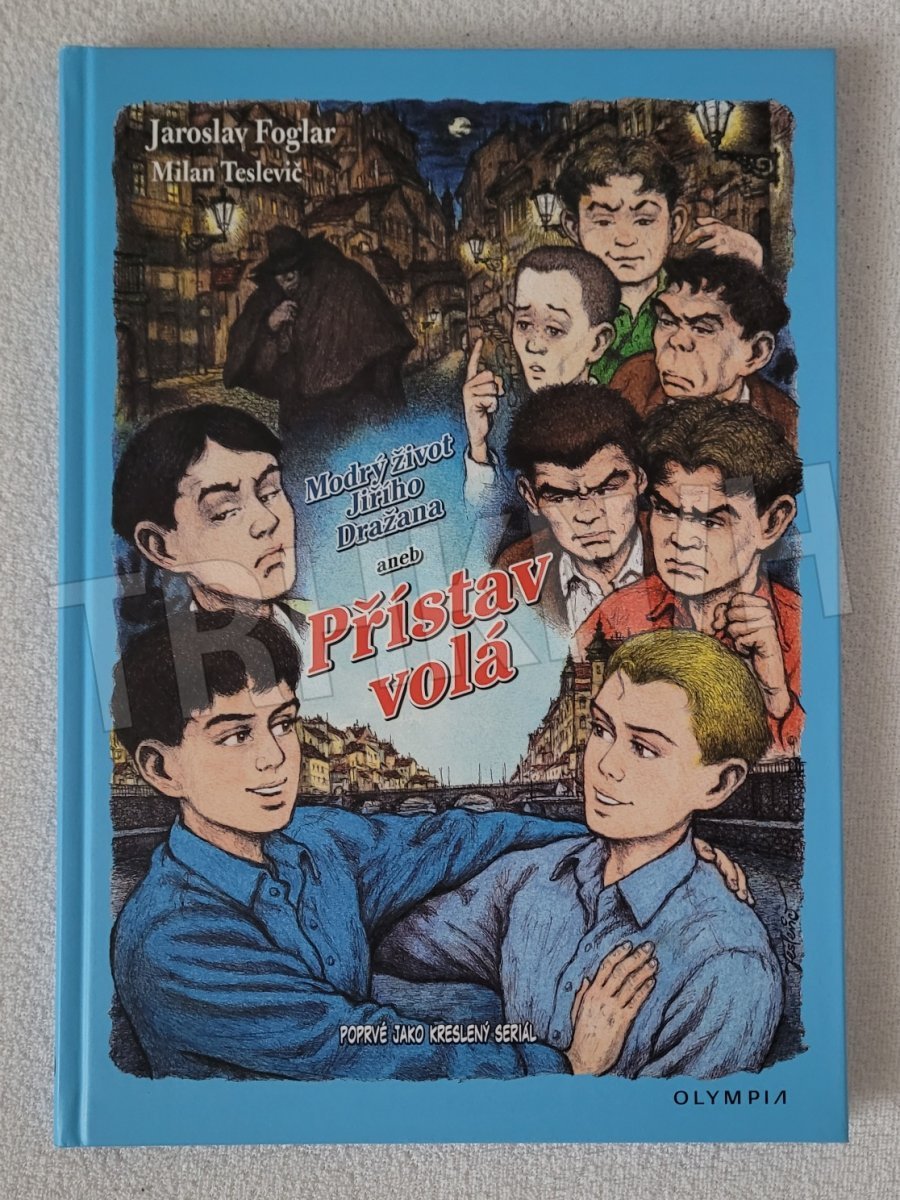 Jaroslav Foglar
Milan Teslevič
Modrý život
Jiřího
Dražana
aneb
Přístav
volá
POPRVÉ JAKO KRESLENÝ SERIÁL
OLYMPIA